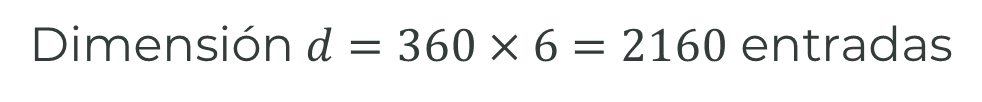 Dimensión d = 360 × 6 = 2160 entradas